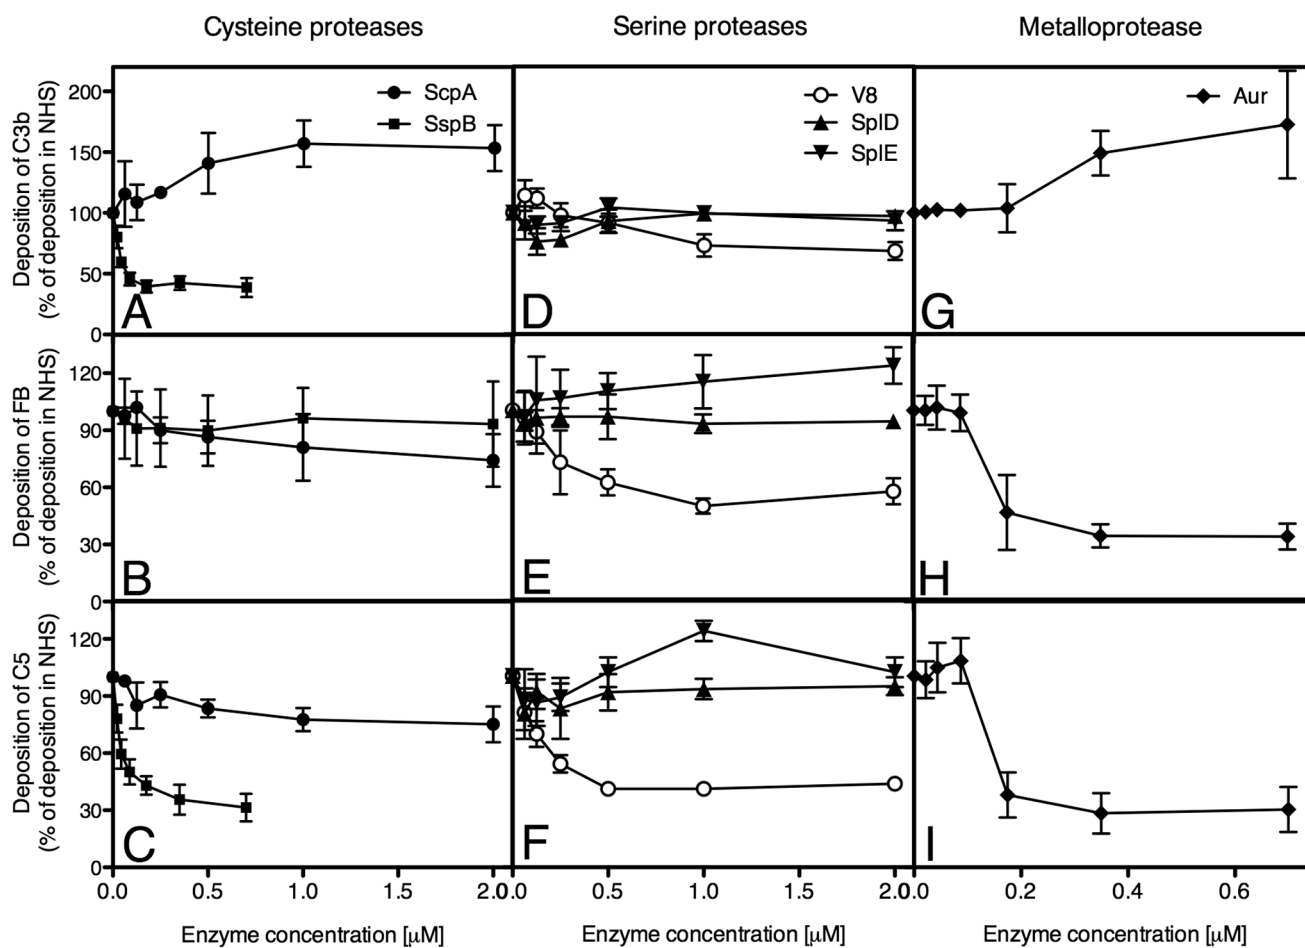 Cysteine proteases
Serine proteases
Metalloprotease
Deposition of C3b
(% of deposition in NHS)
200
150
100
50
0
ScpA
SspB
A
V8
SplD
SplE
D
Aur
G
Deposition of FB
(% of deposition in NHS)
120
90
60
30
0
B
E
H
Deposition of C5
(% of deposition in NHS)
120
90
60
30
0
C
F
I
0.0 0.5 1.0 1.5 2.0
0.0 0.5 1.0 1.5 2.0
0.0 0.2 0.4 0.6
Enzyme concentration [µM]
Enzyme concentration [µM]
Enzyme concentration [µM]